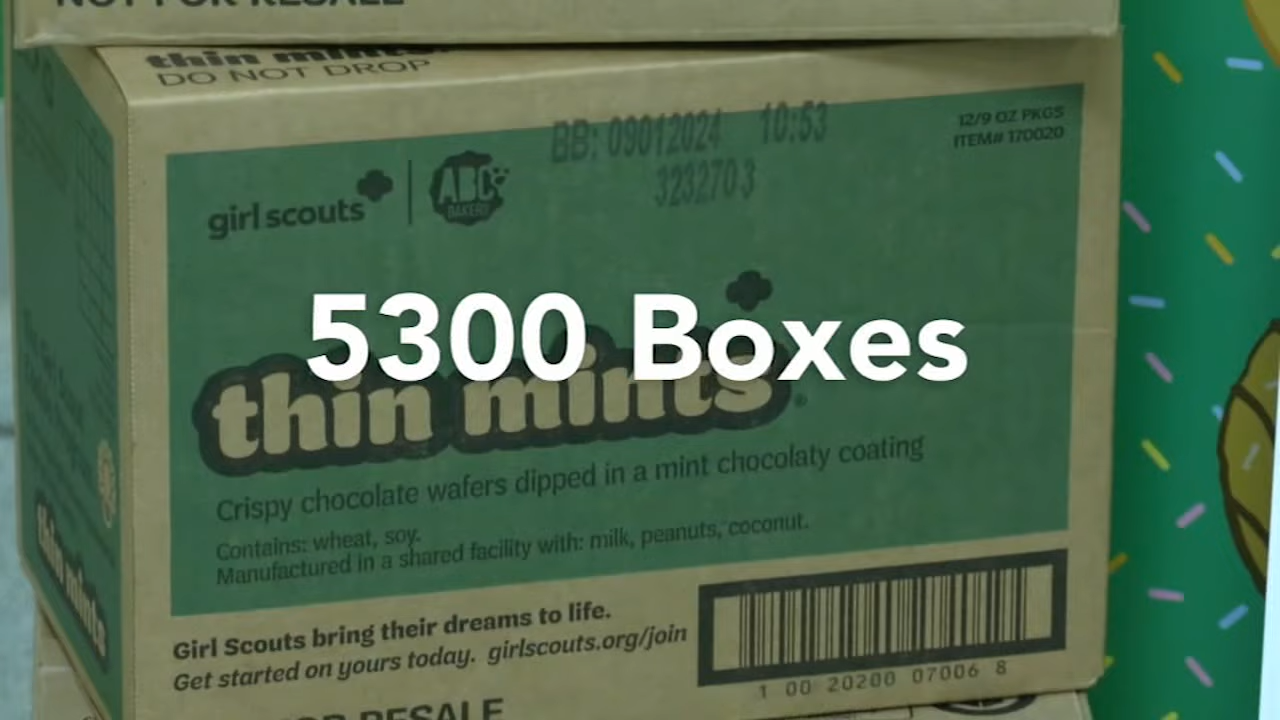 NOT FOR RESALE
thin mints
DO NOT DROP
BB: 09012024 10:53
3232703
12/9 OZ PKGS
ITEM# 170020
girl scouts
ABC
BAKERS
5300 Boxes
thin mints
Crispy chocolate wafers dipped in a mint chocolaty coating
Contains: wheat, soy.
Manufactured in a shared facility with: milk, peanuts, coconut.
thin mints
Girl Scouts bring their dreams to life.
Get started on yours today. girlscouts.org/join
1 00 20200 07006 8
RESALE